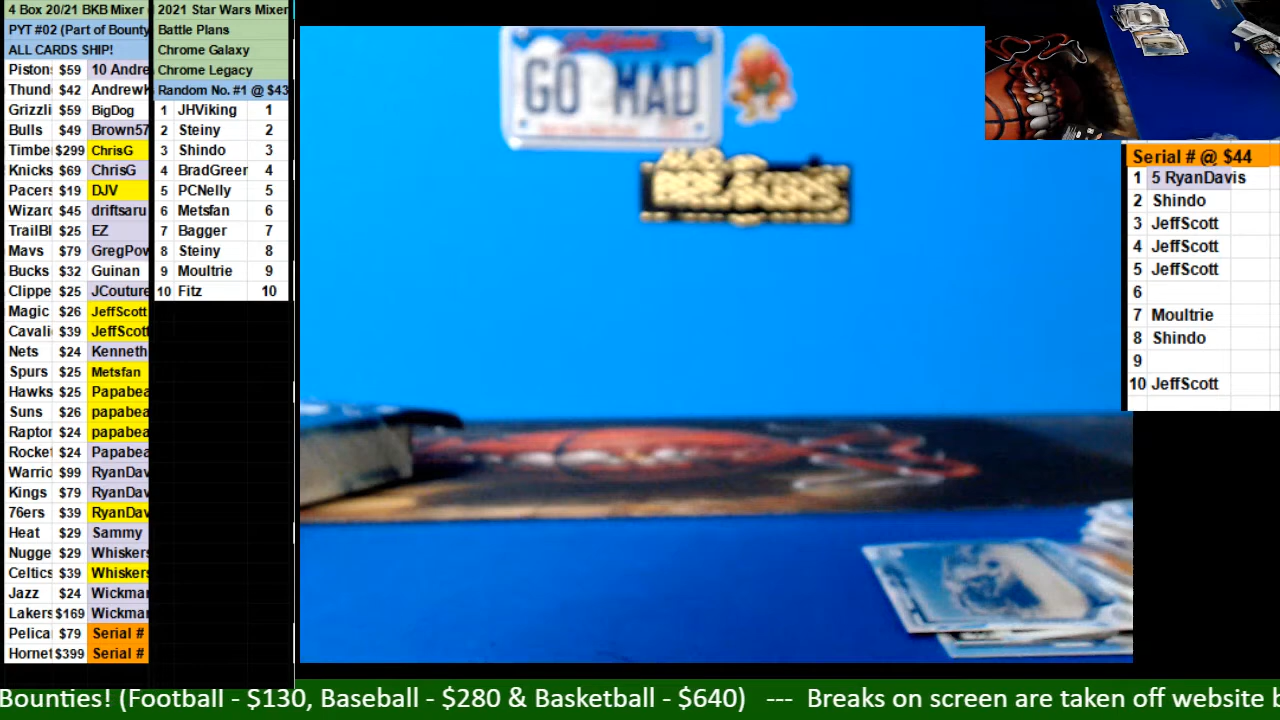 4 Box 20/21 BKB Mixer
PYT #02 (Part of Bounty
ALL CARDS SHIP!
Piston $59 10 Andre
Thund $42 AndrewK
Grizzli $59 BigDog
Bulls $49 Brown57
Timbe $299 ChrisG
Knicks $69 ChrisG
Pacers $19 DJV
Wizard $45 driftsaru
TrailBl $25 EZ
Mavs $79 GregPow
Bucks $32 Guinan
Clippe $25 JCouture
Magic $26 JeffScott
Cavali $39 JeffScott
Nets $24 Kenneth
Spurs $25 Metsfan
Hawks $25 Papabea
Suns $26 papabea
Raptor $24 papabea
Rocket $24 Papabea
Warrio $99 RyanDav
Kings $79 RyanDav
76ers $39 RyanDav
Heat $29 Sammy
Nugge $29 Whiskers
Celtics $39 Whiskers
Jazz $24 Wickmar
Lakers $169 Wickmar
Pelica $79 Serial #
Hornet $399 Serial #
2021 Star Wars Mixer
Battle Plans
Chrome Galaxy
Chrome Legacy
Random No. #1 @ $43
1 JHViking 1
2 Steiny 2
3 Shindo 3
4 BradGreer 4
5 PCNelly 5
6 Metsfan 6
7 Bagger 7
8 Steiny 8
9 Moultrie 9
10 Fitz 10
GO MAD
BREAKERS
Serial # @ $44
1 5 RyanDavis
2 Shindo
3 JeffScott
4 JeffScott
5 JeffScott
6
7 Moultrie
8 Shindo
9
10 JeffScott
Bounties! (Football - $130, Baseball - $280 & Basketball - $640) --- Breaks on screen are taken off website b